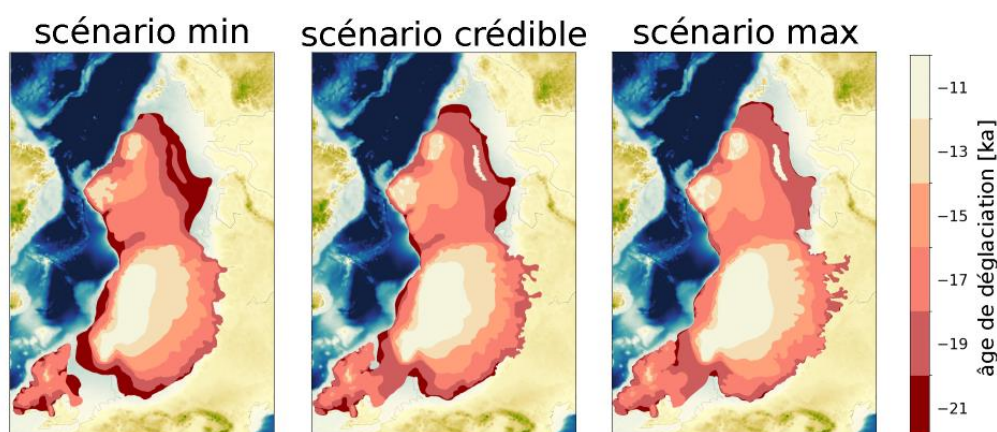 scénario min
scénario crédible
scénario max
−11
−13
−15
−17
−19
−21
âge de déglaciation [ka]